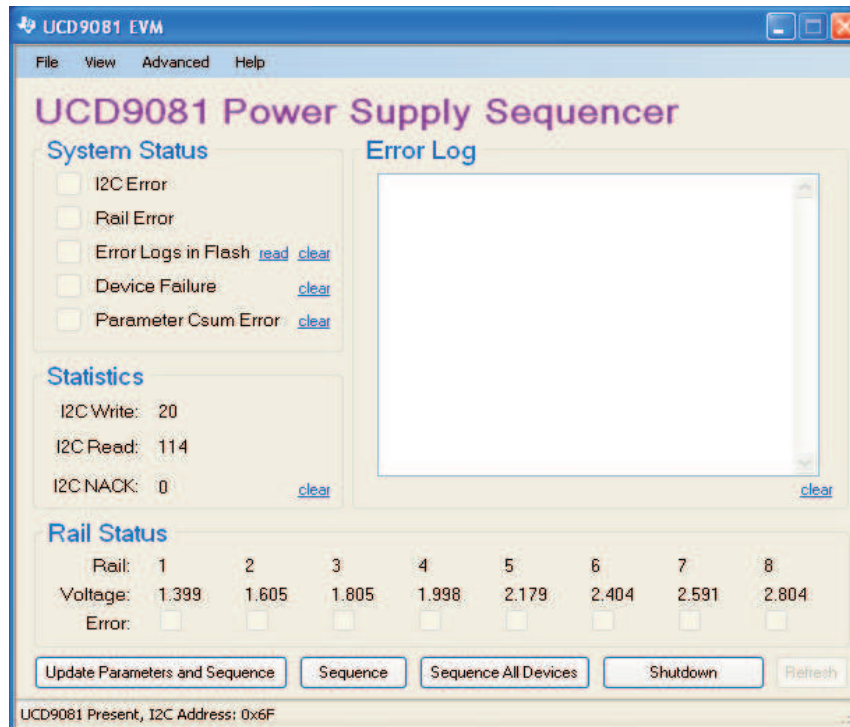 UCD9081 EVM
File View Advanced Help
UCD9081 Power Supply Sequencer
System Status
I2C Error
Rail Error
Error Logs in Flash read clear
Device Failure clear
Parameter Csum Error clear
Error Log
clear
Statistics
I2C Write: 20
I2C Read: 114
I2C NACK: 0 clear
Rail Status
Rail: 1 2 3 4 5 6 7 8
Voltage: 1.399 1.605 1.805 1.998 2.179 2.404 2.591 2.804
Error:
Update Parameters and Sequence Sequence Sequence All Devices Shutdown Refresh
UCD9081 Present, I2C Address: 0x6F